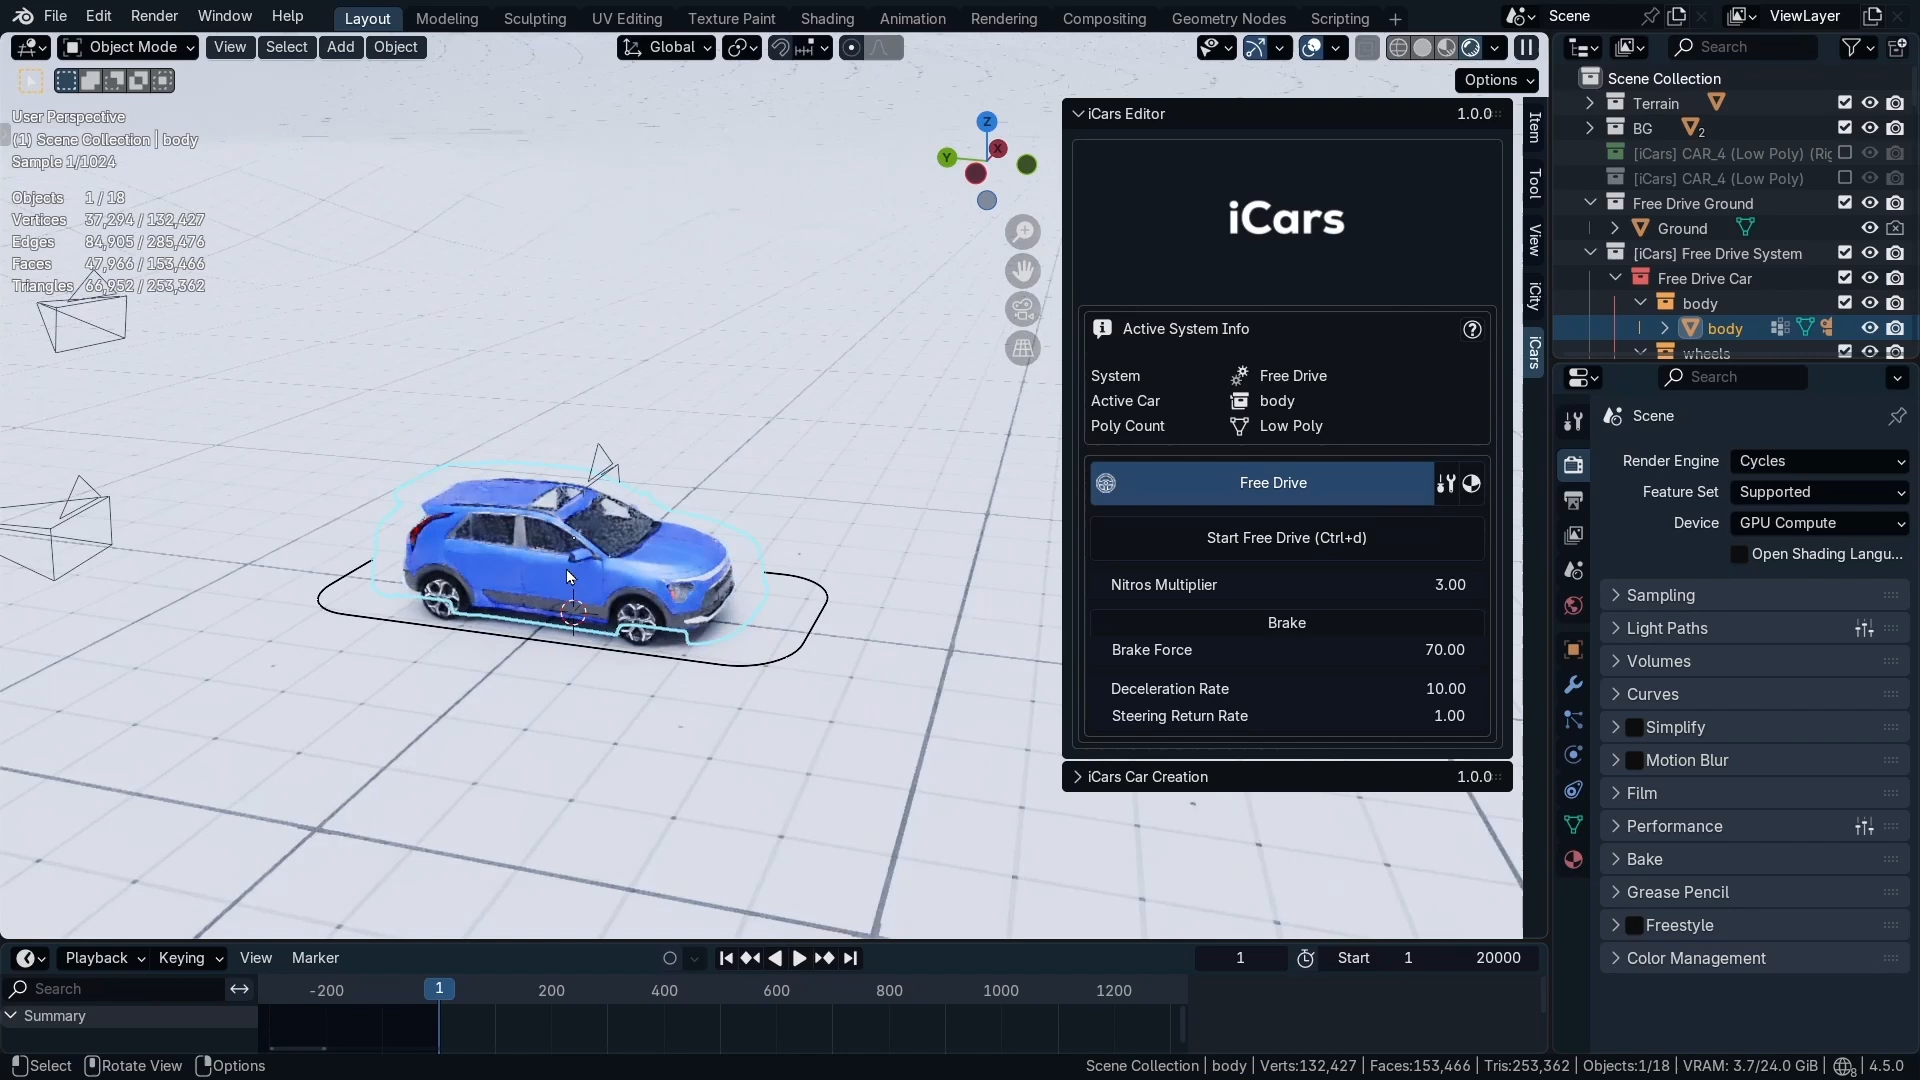 File Edit Render Window Help Layout Modeling Sculpting UV Editing Texture Paint Shading Animation Rendering Compositing Geometry Nodes Scripting + Scene ViewLayer
Object Mode View Select Add Object Global Search
Options
User Perspective
(1) Scene Collection | body
Sample 1/1024
Objects 1 / 18
Vertices 37,294 / 132,427
Edges 84,905 / 285,476
Faces 47,966 / 153,466
Triangles 66,952 / 253,362
Z
Y
X
iCars Editor 1.0.0
iCars
Active System Info
System Free Drive
Active Car body
Poly Count Low Poly
Free Drive
Start Free Drive (Ctrl+d)
Nitros Multiplier 3.00
Brake
Brake Force 70.00
Deceleration Rate 10.00
Steering Return Rate 1.00
iCars Car Creation 1.0.0
Item
Tool
View
iCity
iCars
Scene Collection
Terrain
BG 2
[iCars] CAR_4 (Low Poly) (Rig
[iCars] CAR_4 (Low Poly)
Free Drive Ground
Ground
[iCars] Free Drive System
Free Drive Car
body
body
wheels
Search
Scene
Render Engine Cycles
Feature Set Supported
Device GPU Compute
Open Shading Langu...
Sampling
Light Paths
Volumes
Curves
Simplify
Motion Blur
Film
Performance
Bake
Grease Pencil
Freestyle
Color Management
Playback Keying View Marker 1 Start 1 20000
Search -200 1 200 400 600 800 1000 1200
Summary
Select Rotate View Options Scene Collection | body | Verts:132,427 | Faces:153,466 | Tris:253,362 | Objects:1/18 | VRAM: 3.7/24.0 GiB | 8 | 4.5.0